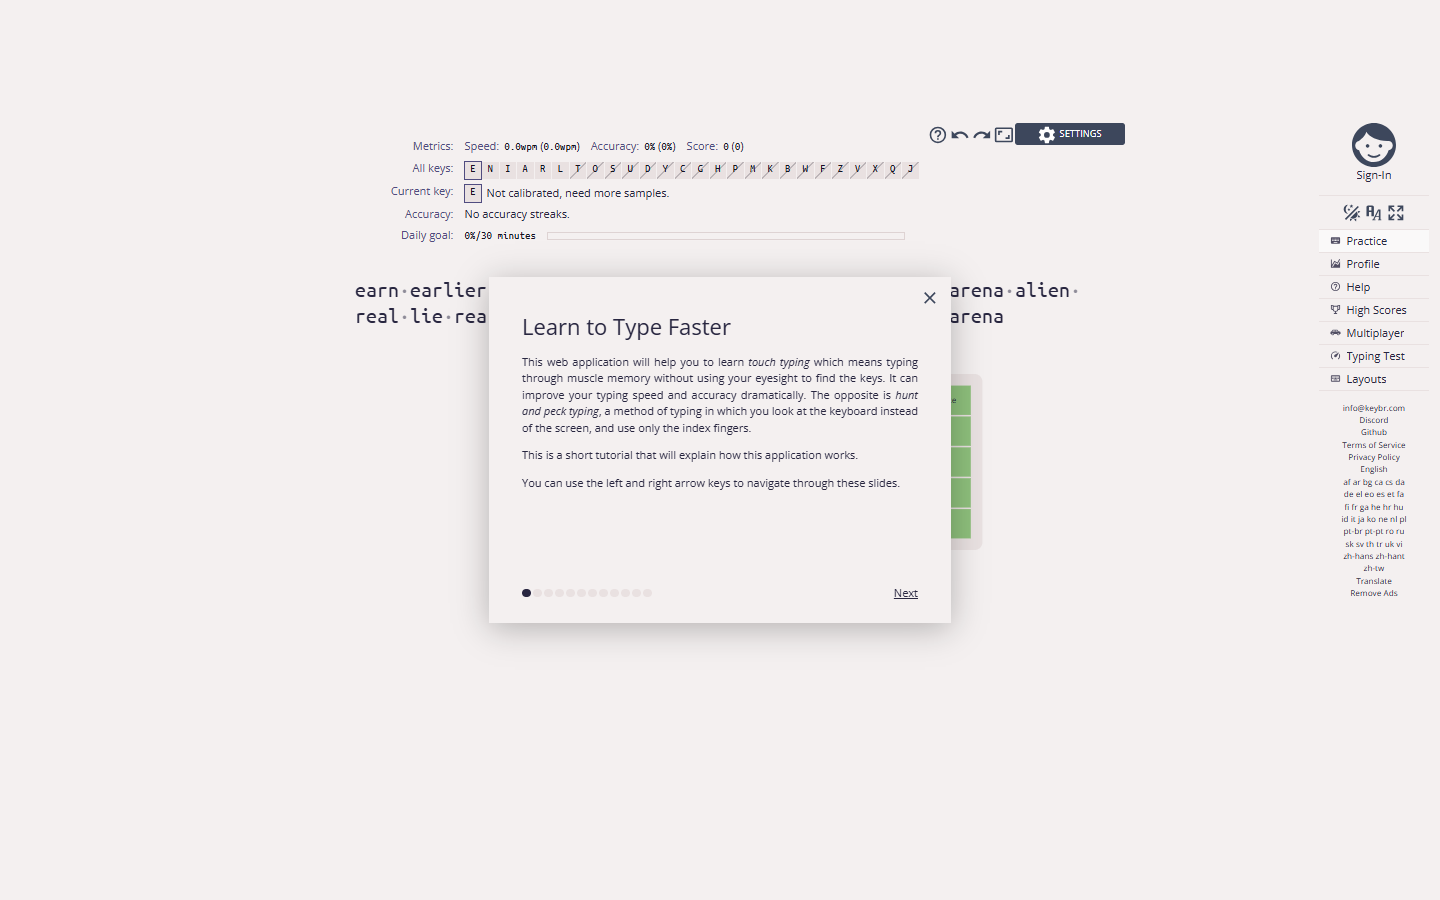 Metrics: Speed: 0.0wpm (0.0wpm) Accuracy: 0% (0%) Score: 0 (0)
All keys: E N I A R L T O S U D Y C G H P M K B W F Z V X Q J
Current key: E Not calibrated, need more samples.
Accuracy: No accuracy streaks.
Daily goal: 0%/30 minutes
SETTINGS
earn·earlier
arena·alien·
real·lie·rea
arena
Learn to Type Faster
This web application will help you to learn touch typing which means typing
through muscle memory without using your eyesight to find the keys. It can
improve your typing speed and accuracy dramatically. The opposite is hunt
and peck typing, a method of typing in which you look at the keyboard instead
of the screen, and use only the index fingers.
This is a short tutorial that will explain how this application works.
You can use the left and right arrow keys to navigate through these slides.
Next
Sign-In
Practice
Profile
Help
High Scores
Multiplayer
Typing Test
Layouts
info@keybr.com
Discord
Github
Terms of Service
Privacy Policy
English
af ar bg ca cs da
de el eo es et fa
fi fr ga he hr hu
id it ja ko ne nl pl
pt-br pt-pt ro ru
sk sv th tr uk vi
zh-hans zh-hant
zh-tw
Translate
Remove Ads